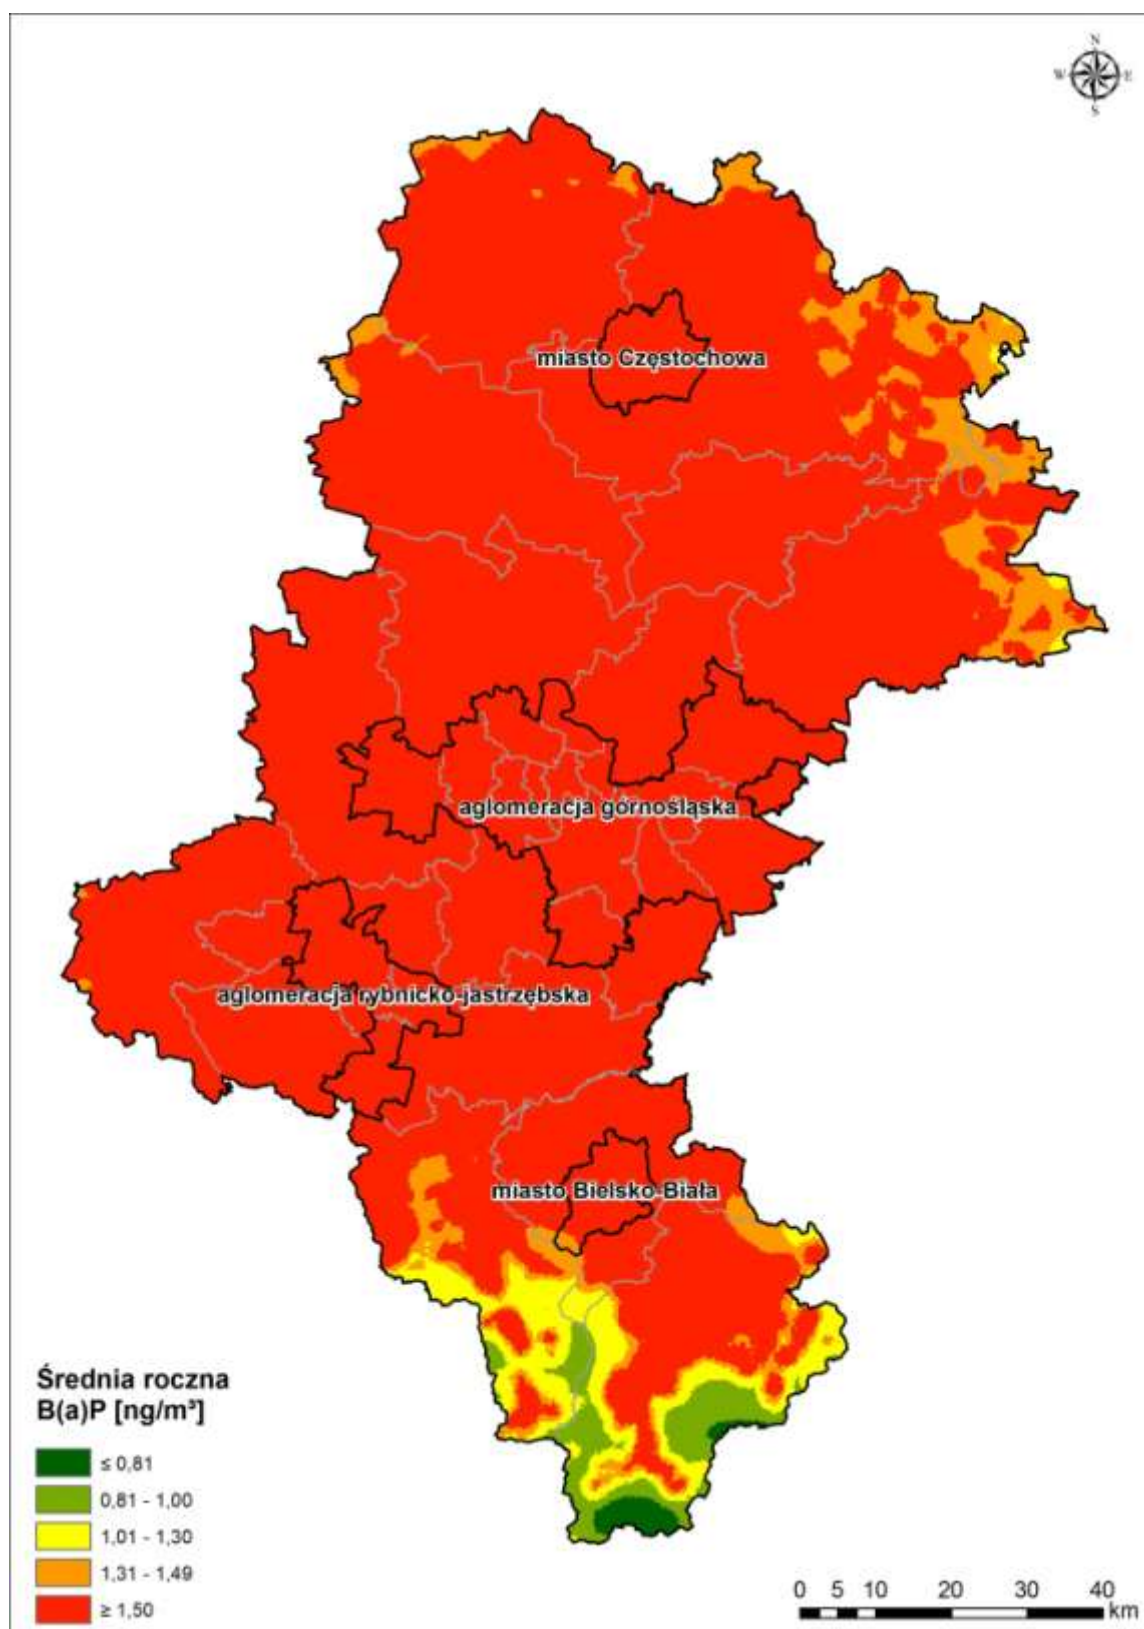 N
W E
S
miasto Częstochowa
aglomeracja górnośląska
aglomeracja rybnicko-jastrzębska
miasto Bielsko-Biała
Średnia roczna
B(a)P [ng/m³]
≤ 0,81
0,81 - 1,00
1,01 - 1,30
1,31 - 1,49
≥ 1,50
0 5 10 20 30 40
km